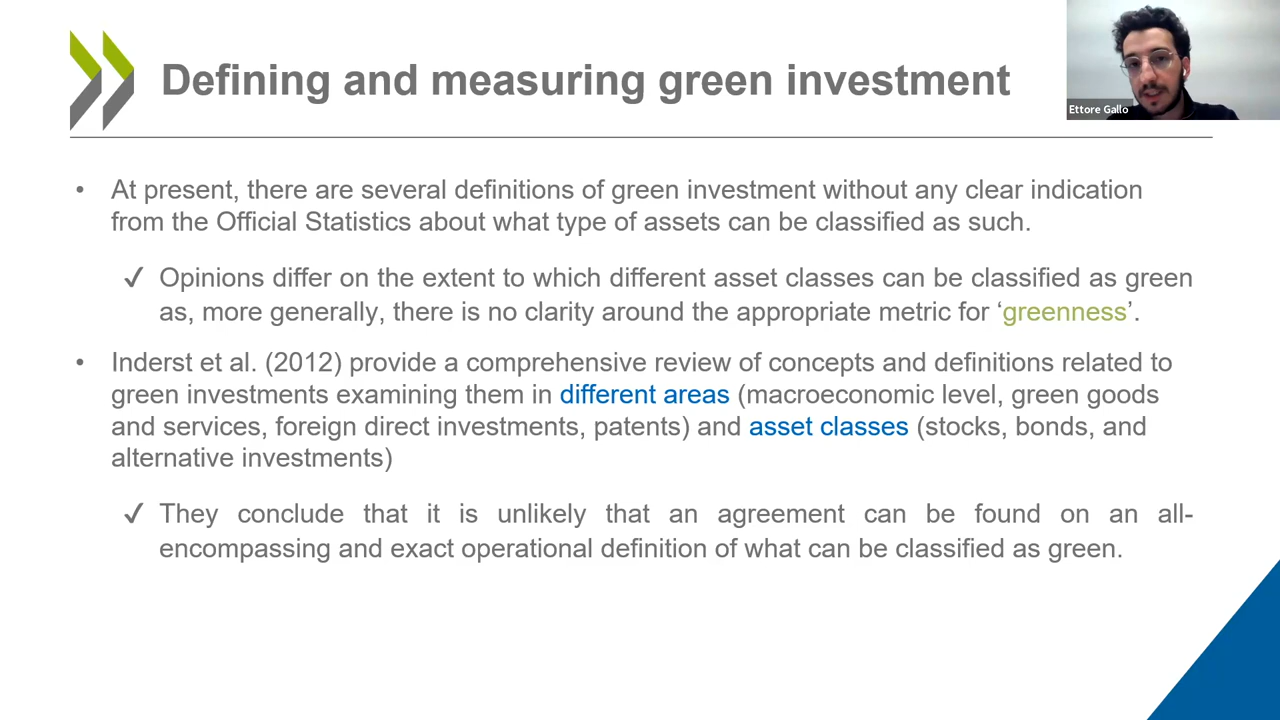 Defining and measuring green investment
Ettore Gallo
• At present, there are several definitions of green investment without any clear indication
from the Official Statistics about what type of assets can be classified as such.
✓ Opinions differ on the extent to which different asset classes can be classified as green
as, more generally, there is no clarity around the appropriate metric for ‘greenness’.
• Inderst et al. (2012) provide a comprehensive review of concepts and definitions related to
green investments examining them in different areas (macroeconomic level, green goods
and services, foreign direct investments, patents) and asset classes (stocks, bonds, and
alternative investments)
✓ They conclude that it is unlikely that an agreement can be found on an all-
encompassing and exact operational definition of what can be classified as green.